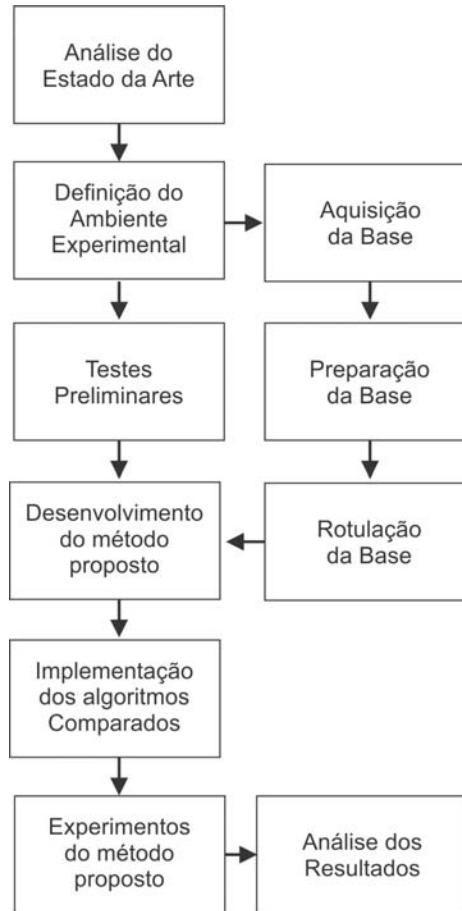 Análise do
Estado da Arte
Definição do
Ambiente
Experimental
Aquisição
da Base
Testes
Preliminares
Preparação
da Base
Desenvolvimento
do método
proposto
Rotulação
da Base
Implementação
dos algoritmos
Comparados
Experimentos
do método
proposto
Análise dos
Resultados